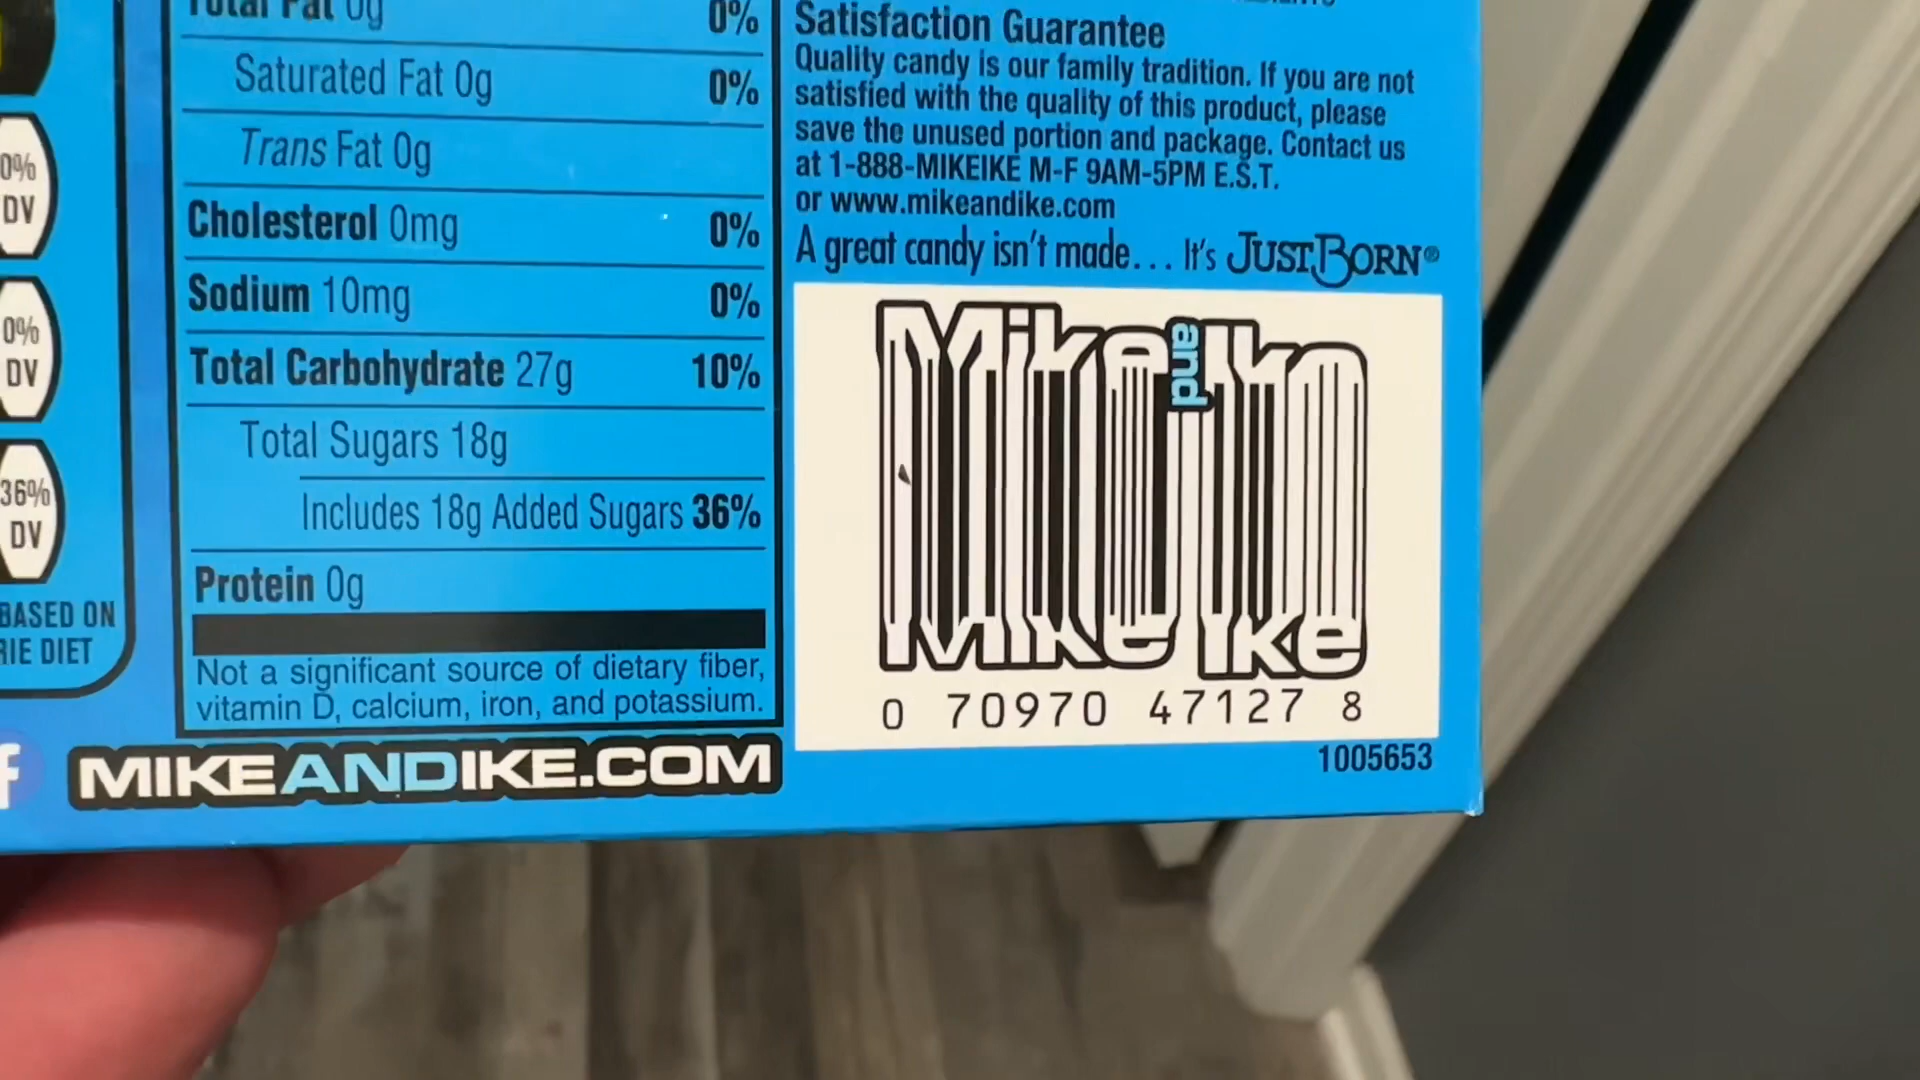 0%
DV
0%
DV
36%
DV
BASED ON
RIE DIET
Total Fat 0g 0%
Saturated Fat 0g 0%
Trans Fat 0g
Cholesterol 0mg 0%
Sodium 10mg 0%
Total Carbohydrate 27g 10%
Total Sugars 18g
Includes 18g Added Sugars 36%
Protein 0g
Not a significant source of dietary fiber,
vitamin D, calcium, iron, and potassium.
f MIKEANDIKE.COM
Satisfaction Guarantee
Quality candy is our family tradition. If you are not
satisfied with the quality of this product, please
save the unused portion and package. Contact us
at 1-888-MIKEIKE M-F 9AM-5PM E.S.T.
or www.mikeandike.com
A great candy isn't made... It's JUST BORN®
Mike and Ike
0 70970 47127 8
1005653